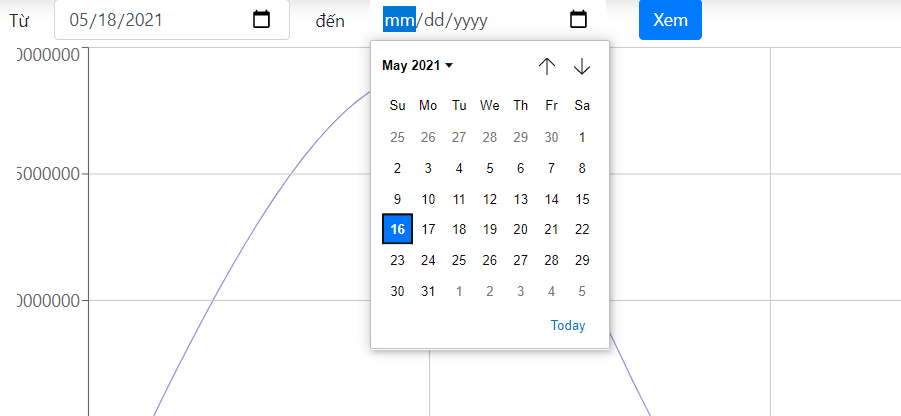 Từ 05/18/2021 đến mm/dd/yyyy Xem
May 2021
Su Mo Tu We Th Fr Sa
25 26 27 28 29 30 1
2 3 4 5 6 7 8
9 10 11 12 13 14 15
16 17 18 19 20 21 22
23 24 25 26 27 28 29
30 31 1 2 3 4 5
Today
0000000
5000000
0000000